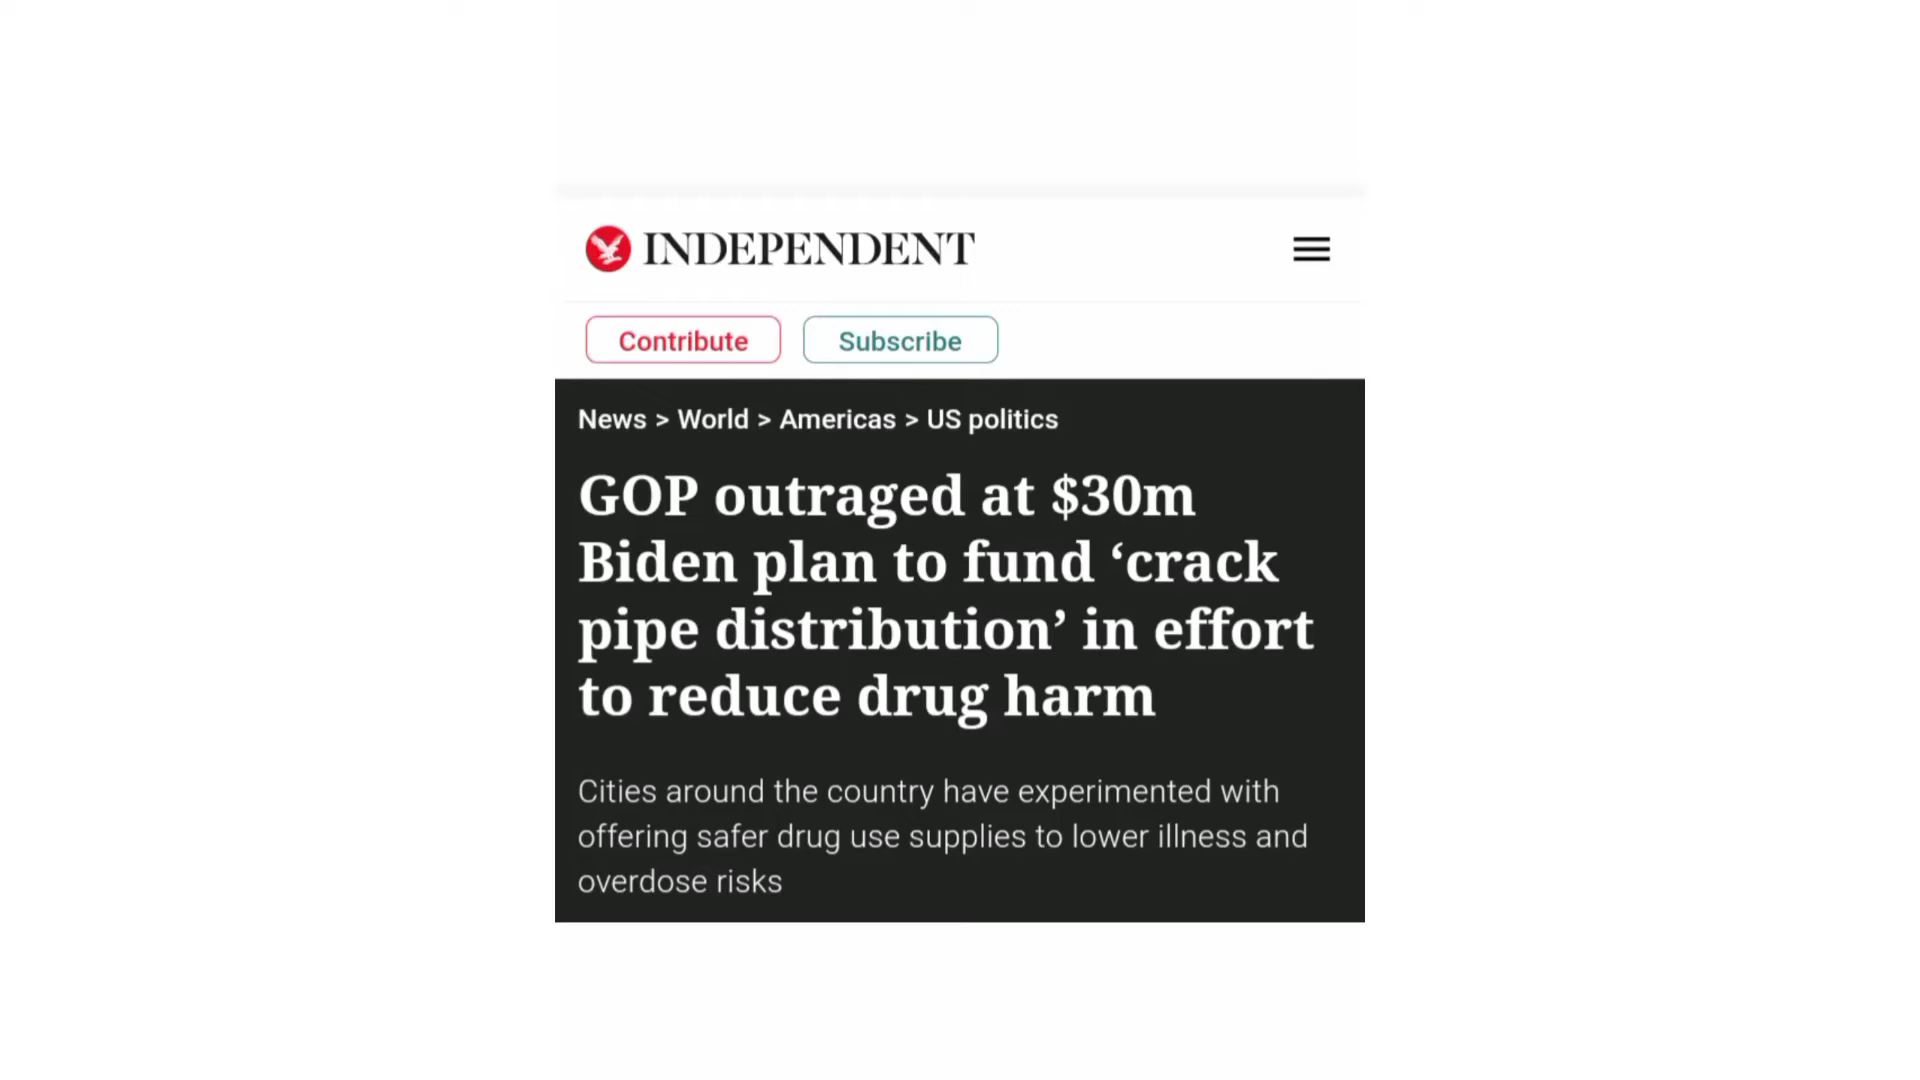 INDEPENDENT
Contribute
Subscribe
News > World > Americas > US politics
GOP outraged at $30m
Biden plan to fund ‘crack
pipe distribution’ in effort
to reduce drug harm
Cities around the country have experimented with
offering safer drug use supplies to lower illness and
overdose risks